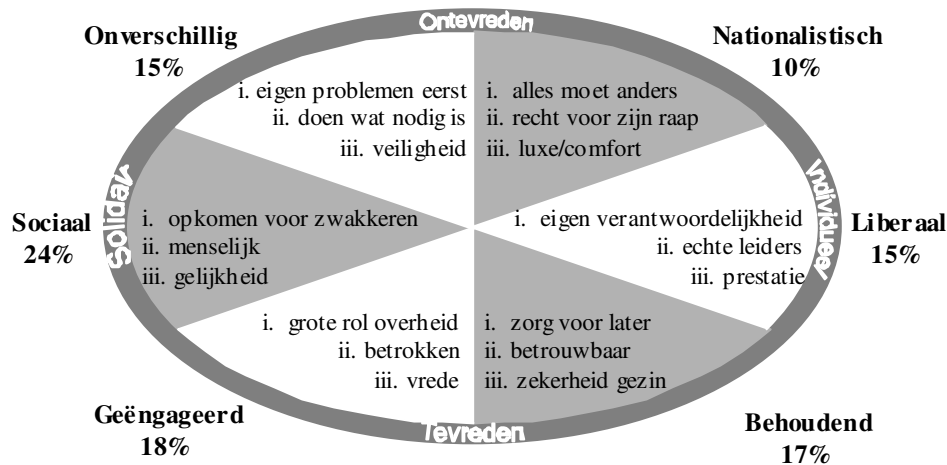 Ontevreden
Onverschillig
15%
Nationalistisch
10%
i. eigen problemen eerst
ii. doen wat nodig is
iii. veiligheid
i. alles moet anders
ii. recht voor zijn raap
iii. luxe/comfort
Solidair
Sociaal
24%
i. opkomen voor zwakkeren
ii. menselijk
iii. gelijkheid
i. eigen verantwoordelijkheid
ii. echte leiders
iii. prestatie
Individueel
Liberaal
15%
i. grote rol overheid
ii. betrokken
iii. vrede
i. zorg voor later
ii. betrouwbaar
iii. zekerheid gezin
Geëngageerd
18%
Tevreden
Behoudend
17%